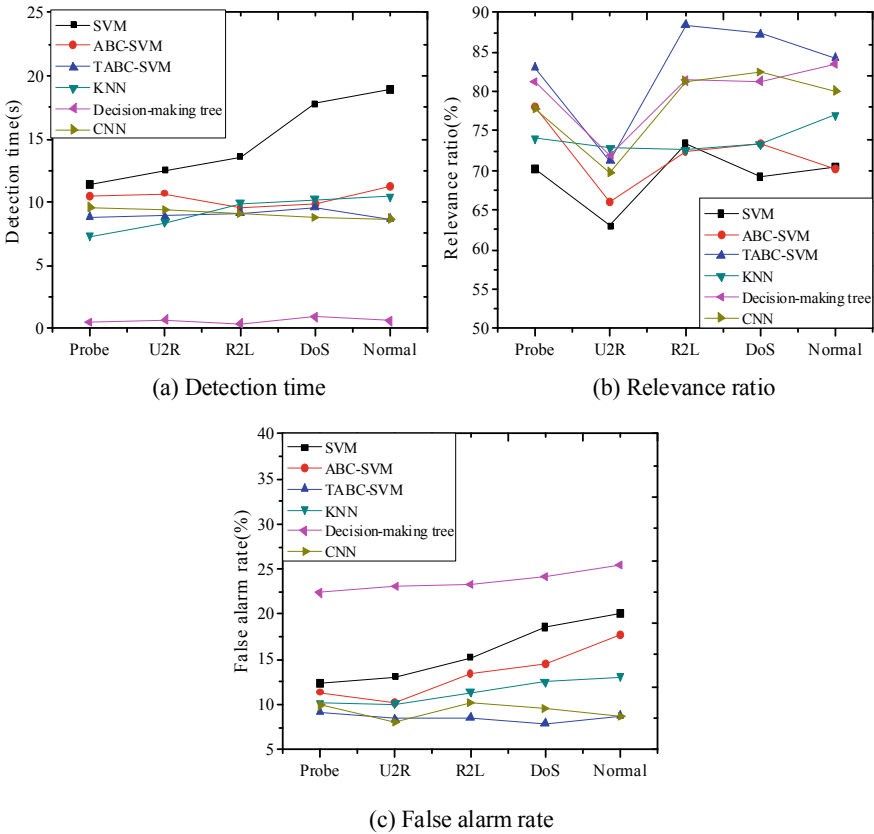 25
20
15
10
5
0
Detection time(s)
SVM
ABC-SVM
TABC-SVM
KNN
Decision-making tree
CNN
Probe U2R R2L DoS Normal
(a) Detection time
90
85
80
75
70
65
60
55
50
Relevance ratio(%)
SVM
ABC-SVM
TABC-SVM
KNN
Decision-making tree
CNN
Probe U2R R2L DoS Normal
(b) Relevance ratio
40
35
30
25
20
15
10
5
False alarm rate(%)
SVM
ABC-SVM
TABC-SVM
KNN
Decision-making tree
CNN
Probe U2R R2L DoS Normal
(c) False alarm rate